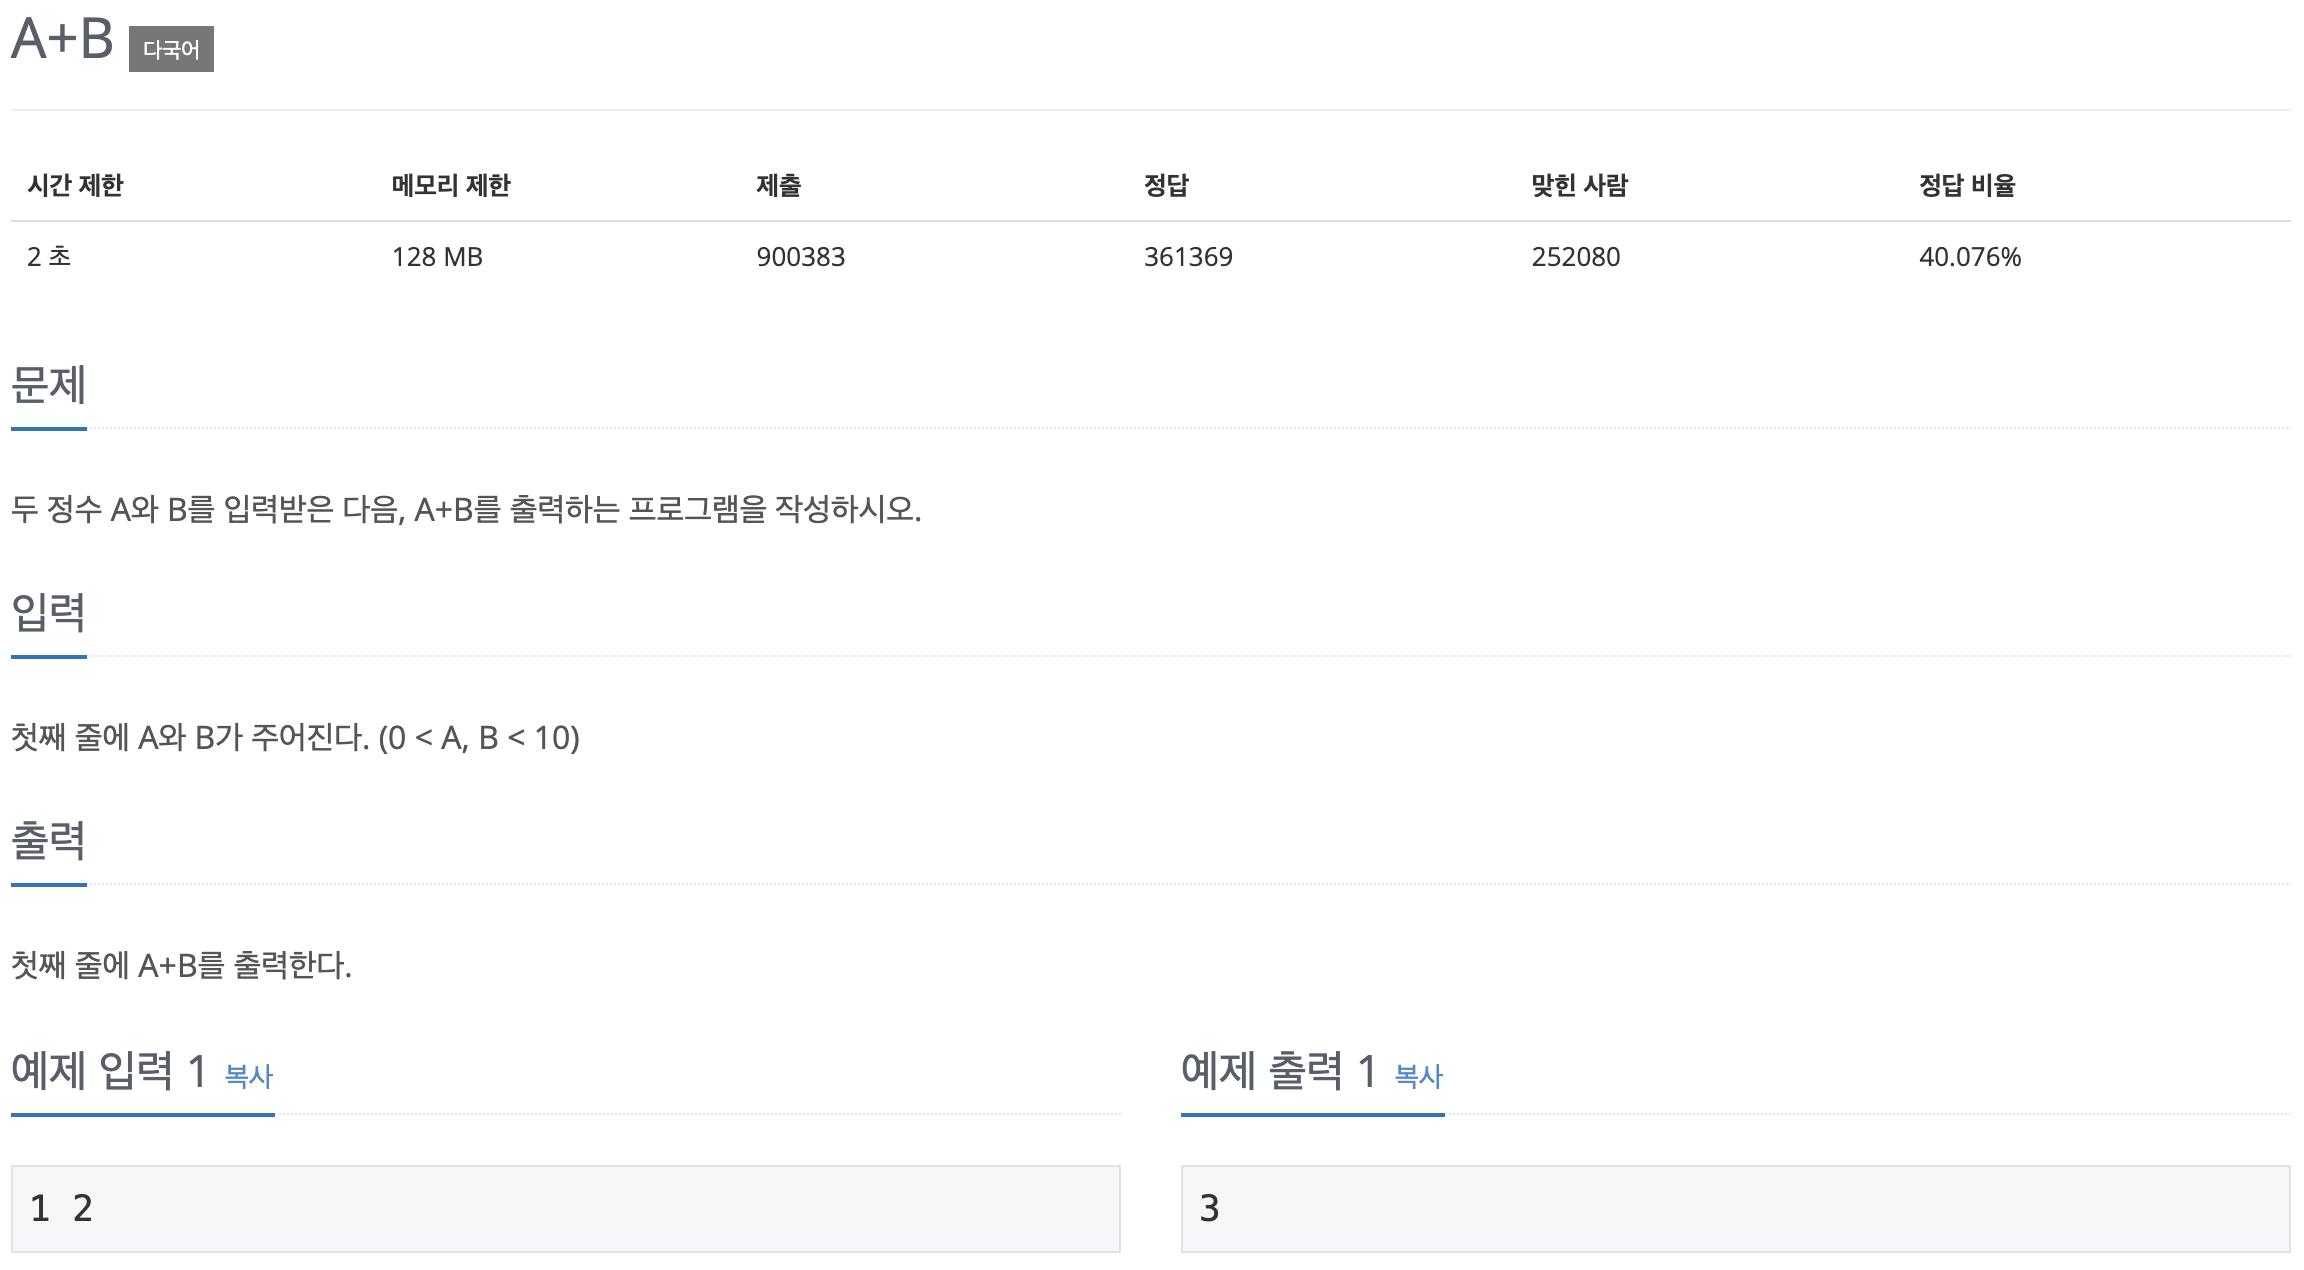 A+B 다국어
시간 제한 메모리 제한 제출 정답 맞힌 사람 정답 비율
2 초 128 MB 900383 361369 252080 40.076%
문제
두 정수 A와 B를 입력받은 다음, A+B를 출력하는 프로그램을 작성하시오.
입력
첫째 줄에 A와 B가 주어진다. (0 < A, B < 10)
출력
첫째 줄에 A+B를 출력한다.
예제 입력 1 복사
1 2
예제 출력 1 복사
3